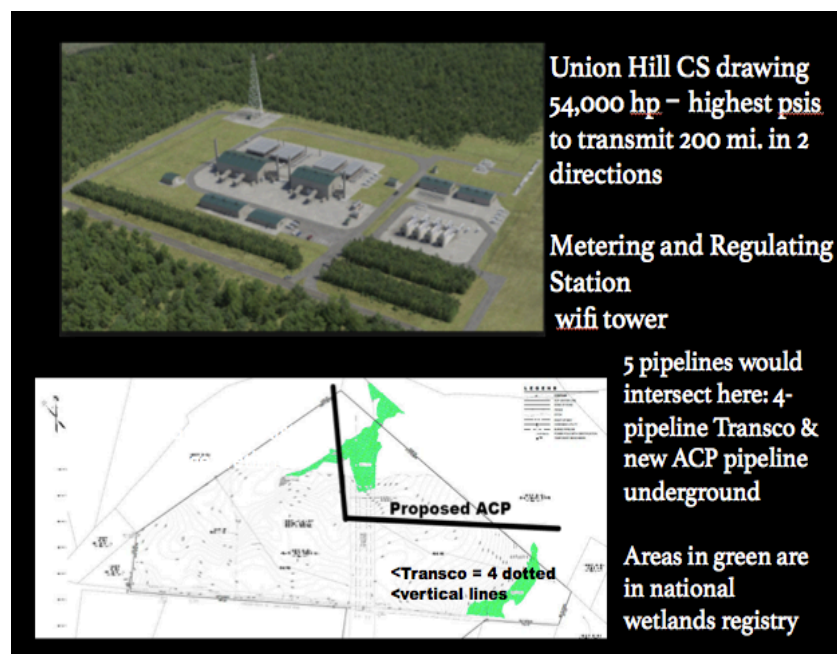 Union Hill CS drawing
54,000 hp – highest psis
to transmit 200 mi. in 2
directions
Metering and Regulating
Station
wifi tower
5 pipelines would
intersect here: 4-
pipeline Transco &
new ACP pipeline
underground
Areas in green are
in national
wetlands registry
LEGEND
Proposed ACP
<Transco = 4 dotted
<vertical lines